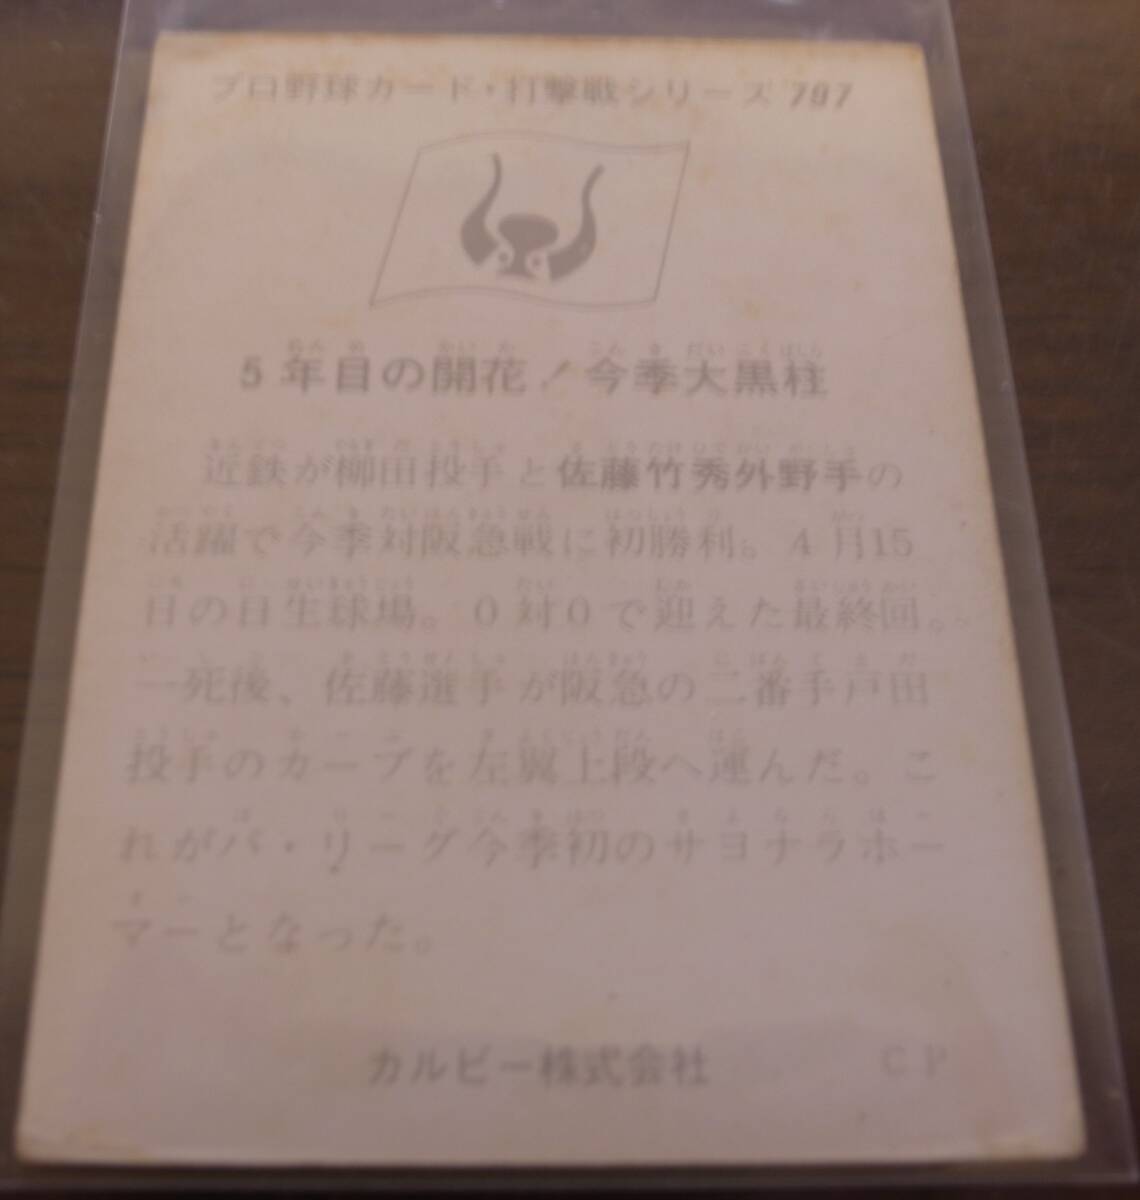 プロ野球カード・打撃戦シリーズ 707
5年目の開花！今季大黒柱
近鉄が柳田投手と佐藤竹秀外野手の
活躍で今季対阪急戦に初勝利。4月15
日の日生球場。0対0で迎えた最終回。
一死後、佐藤選手が阪急の二番手戸田
投手のカーブを左翼上段へ運んだ。こ
れがパ・リーグ今季初のサヨナラホー
マーとなった。
カルビー株式会社 CP